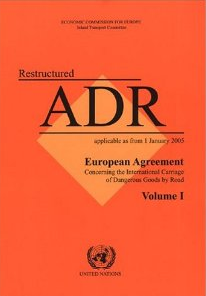 ECONOMIC COMMISSION FOR EUROPE
Inland Transport Committee
Restructured
ADR
applicable as from 1 January 2005
European Agreement
Concerning the International Carriage
of Dangerous Goods by Road
Volume I
UNITED NATIONS